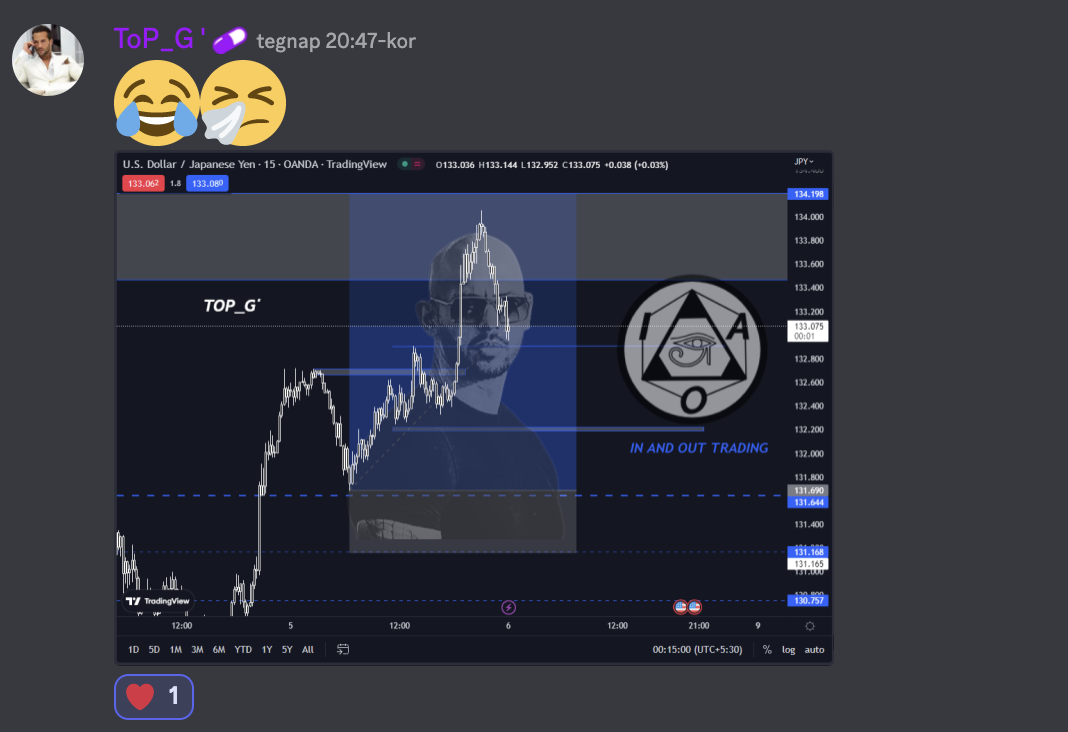 ToP_G ' tegnap 20:47-kor
U.S. Dollar / Japanese Yen · 15 · OANDA · TradingView O133.036 H133.144 L132.952 C133.075 +0.038 (+0.03%)
JPY
133.062 1.8 133.080
134.198
134.000
133.800
133.600
133.400
TOP_G'
133.200
133.075
00:01
I A O
132.800
132.600
132.400
132.200
IN AND OUT TRADING
132.000
131.800
131.690
131.644
131.400
131.168
131.165
131.000
130.757
TradingView
12:00 5 12:00 6 12:00 21:00 9
1D 5D 1M 3M 6M YTD 1Y 5Y All 00:15:00 (UTC+5:30) % log auto
1